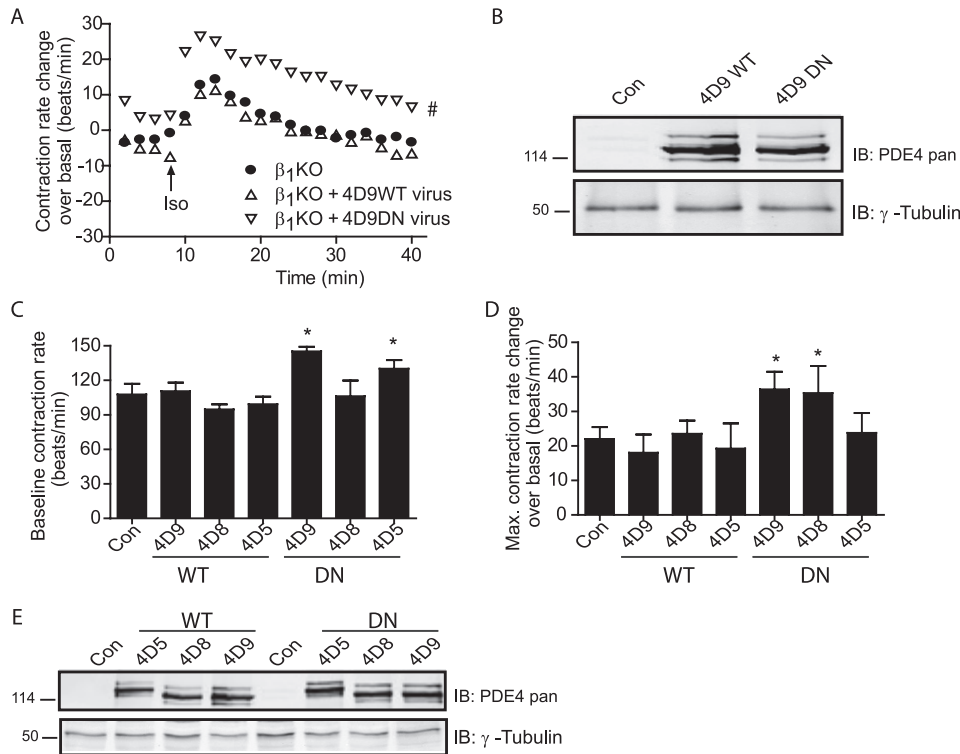 A
Contraction rate change
over basal (beats/min)
30
20
10
0
-10
-20
-30
Iso
β1KO
β1KO + 4D9WT virus
β1KO + 4D9DN virus
#
0 10 20 30 40
Time (min)
B
Con 4D9 WT 4D9 DN
114
IB: PDE4 pan
50
IB: γ -Tubulin
C
Baseline contraction rate
(beats/min)
150
120
90
60
30
0
* *
Con 4D9 4D8 4D5 4D9 4D8 4D5
WT DN
D
Max. contraction rate change
over basal (beats/min)
50
40
30
20
10
0
* *
Con 4D9 4D8 4D5 4D9 4D8 4D5
WT DN
E
WT DN
Con 4D5 4D8 4D9 Con 4D5 4D8 4D9
114
IB: PDE4 pan
50
IB: γ -Tubulin